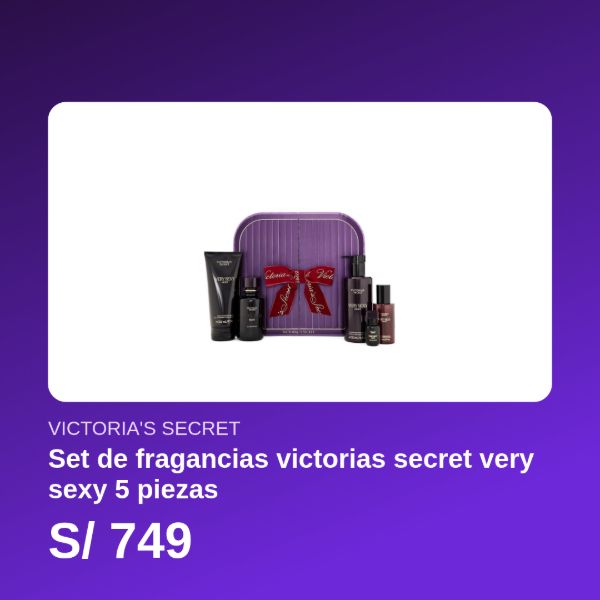 VICTORIA'S SECRET
Set de fragancias victorias secret very
sexy 5 piezas
S/ 749